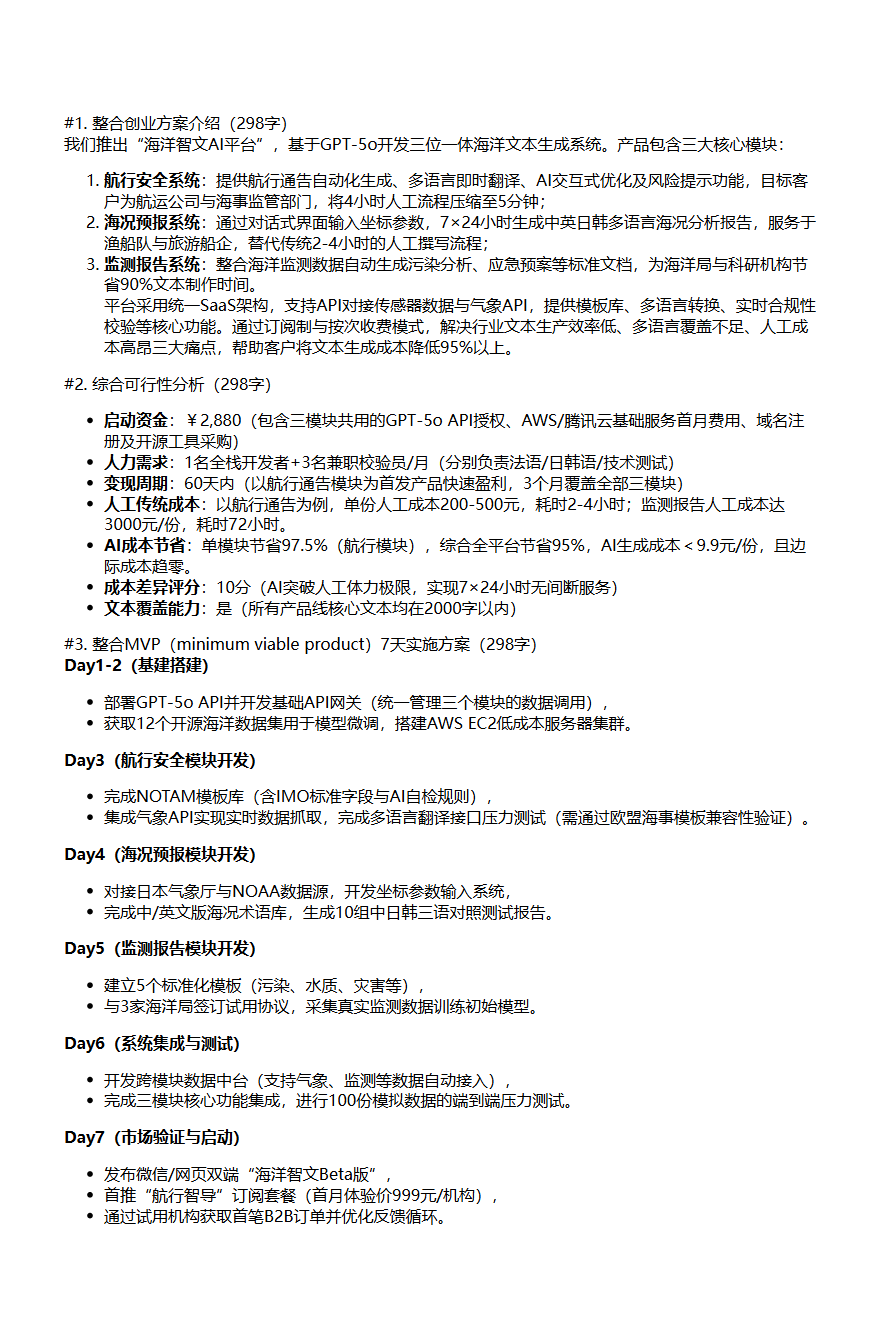 #1. 整合创业方案介绍（298字）
我们推出“海洋智文AI平台”，基于GPT-5o开发三位一体海洋文本生成系统。产品包含三大核心模块：
1. 航行安全系统：提供航行通告自动化生成、多语言即时翻译、AI交互式优化及风险提示功能，目标客
户为航运公司与海事监管部门，将4小时人工流程压缩至5分钟；
2. 海况预报系统：通过对话式界面输入坐标参数，7×24小时生成中英日韩多语言海况分析报告，服务于
渔船队与旅游船企，替代传统2-4小时的人工撰写流程；
3. 监测报告系统：整合海洋监测数据自动生成污染分析、应急预案等标准文档，为海洋局与科研机构节
省90%文本制作时间。
平台采用统一SaaS架构，支持API对接传感器数据与气象API，提供模板库、多语言转换、实时合规性
校验等核心功能。通过订阅制与按次收费模式，解决行业文本生产效率低、多语言覆盖不足、人工成
本高昂三大痛点，帮助客户将文本生成成本降低95%以上。
#2. 综合可行性分析（298字）
• 启动资金：￥2,880（包含三模块共用的GPT-5o API授权、AWS/腾讯云基础服务首月费用、域名注
册及开源工具采购）
• 人力需求：1名全栈开发者+3名兼职校验员/月（分别负责法语/日韩语/技术测试）
• 变现周期：60天内（以航行通告模块为首发产品快速盈利，3个月覆盖全部三模块）
• 人工传统成本：以航行通告为例，单份人工成本200-500元，耗时2-4小时；监测报告人工成本达
3000元/份，耗时72小时。
• AI成本节省：单模块节省97.5%（航行模块），综合全平台节省95%，AI生成成本＜9.9元/份，且边
际成本趋零。
• 成本差异评分：10分（AI突破人工体力极限，实现7×24小时无间断服务）
• 文本覆盖能力：是（所有产品线核心文本均在2000字以内）
#3. 整合MVP（minimum viable product）7天实施方案（298字）
Day1-2（基建搭建）
• 部署GPT-5o API并开发基础API网关（统一管理三个模块的数据调用），
• 获取12个开源海洋数据集用于模型微调，搭建AWS EC2低成本服务器集群。
Day3（航行安全模块开发）
• 完成NOTAM模板库（含IMO标准字段与AI自检规则），
• 集成气象API实现实时数据抓取，完成多语言翻译接口压力测试（需通过欧盟海事模板兼容性验证）。
Day4（海况预报模块开发）
• 对接日本气象厅与NOAA数据源，开发坐标参数输入系统，
• 完成中/英文版海况术语库，生成10组中日韩三语对照测试报告。
Day5（监测报告模块开发）
• 建立5个标准化模板（污染、水质、灾害等），
• 与3家海洋局签订试用协议，采集真实监测数据训练初始模型。
Day6（系统集成与测试）
• 开发跨模块数据中台（支持气象、监测等数据自动接入），
• 完成三模块核心功能集成，进行100份模拟数据的端到端压力测试。
Day7（市场验证与启动）
• 发布微信/网页双端“海洋智文Beta版”，
• 首推“航行智导”订阅套餐（首月体验价999元/机构），
• 通过试用机构获取首笔B2B订单并优化反馈循环。